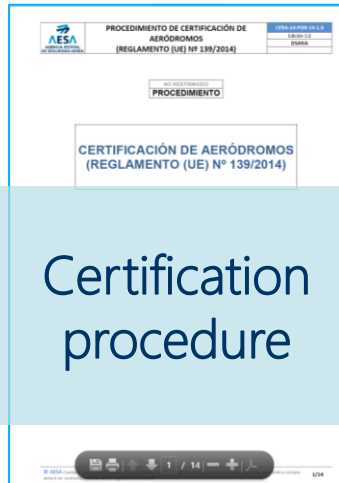 AESA
AGENCIA ESTATAL
DE SEGURIDAD AÉREA
PROCEDIMIENTO DE CERTIFICACIÓN DE
AERÓDROMOS
(REGLAMENTO (UE) Nº 139/2014)
CERA-14-POR-14-1.0
Edición 1.0
DSANA
NO RESTRINGIDO
PROCEDIMIENTO
CERTIFICACIÓN DE AERÓDROMOS
(REGLAMENTO (UE) Nº 139/2014)
Certification
procedure
1 / 14
© AESA
1/14